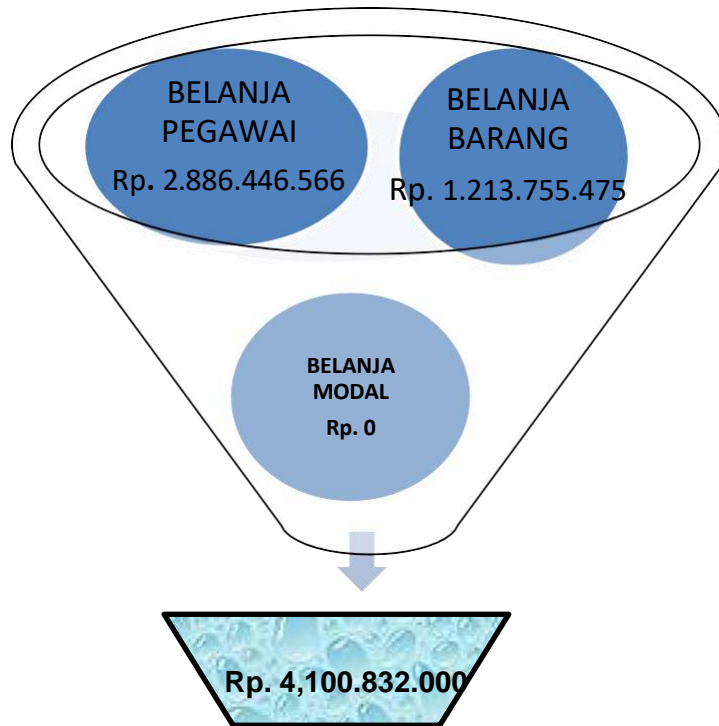 BELANJA
PEGAWAI
Rp. 2.886.446.566
BELANJA
BARANG
Rp. 1.213.755.475
BELANJA
MODAL
Rp. 0
Rp. 4,100.832.000